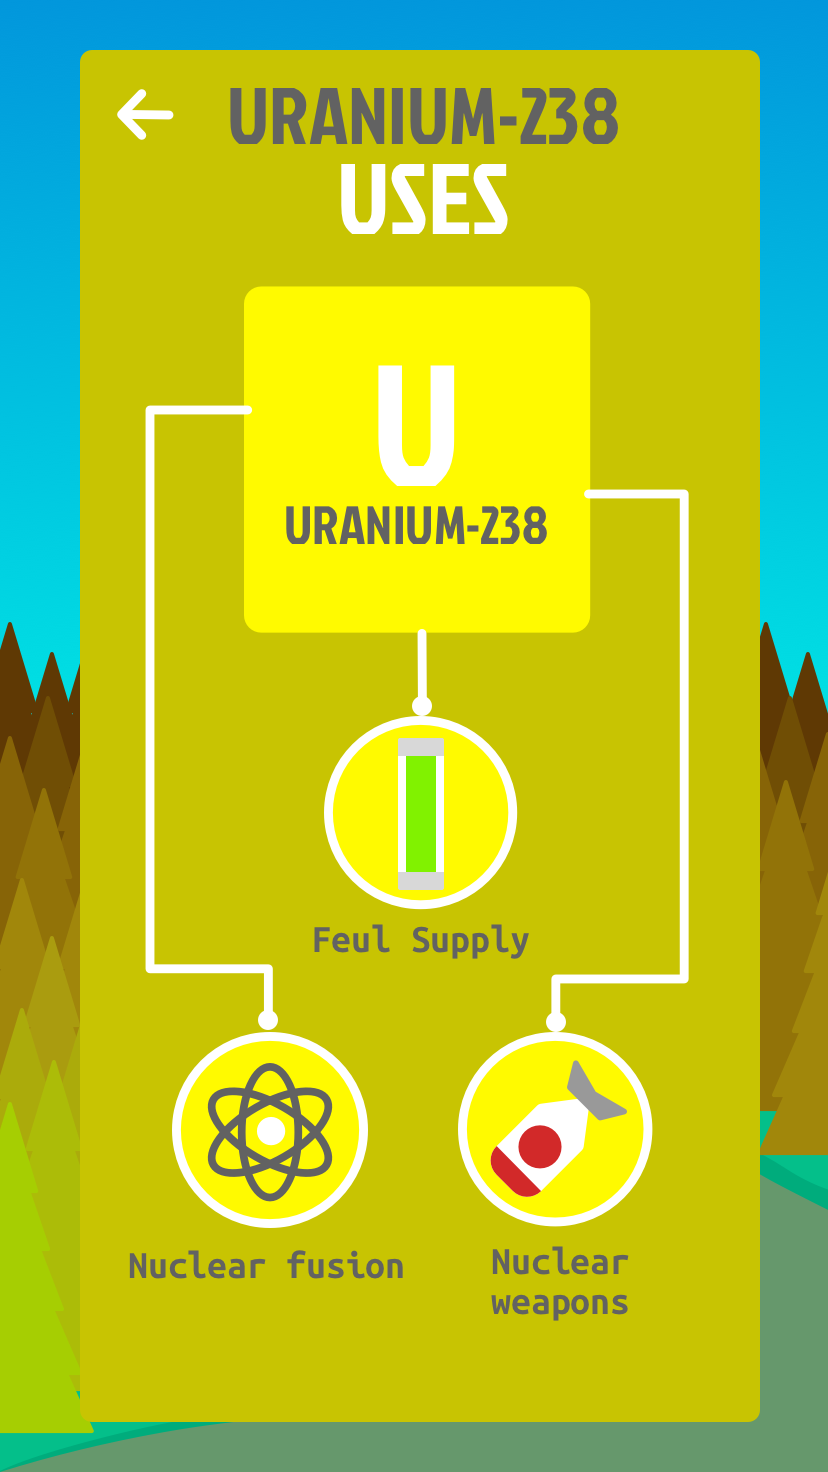 URANIUM-238
USES
U
URANIUM-238
Feul Supply
Nuclear fusion
Nuclear
weapons